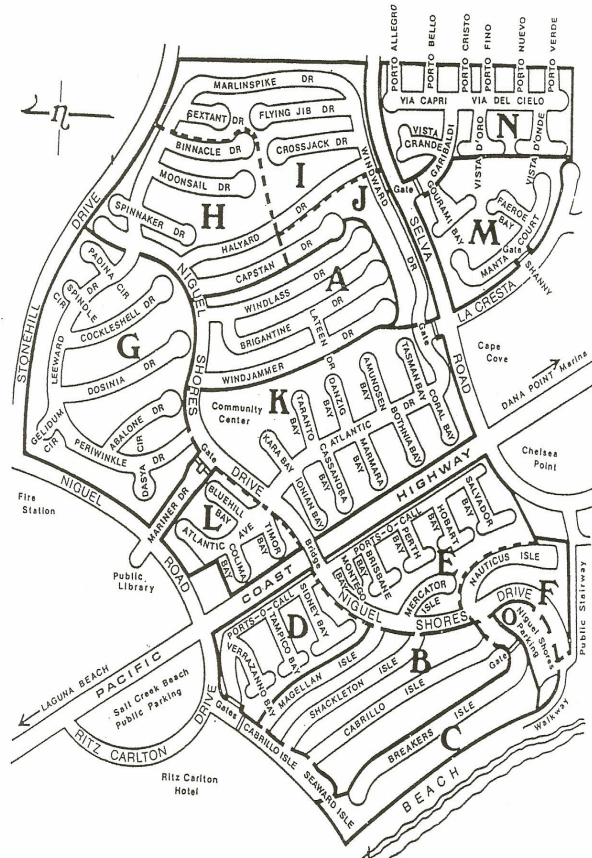 PORTO ALLEGRO
PORTO BELLO
PORTO CRISTO
PORTO FINO
PORTO NUEVO
PORTO VERDE
MARLINSPIKE DR
SEXTANT DR
FLYING JIB DR
VIA CAPRI
VIA DEL CIELO
n
BINNACLE DR
CROSSJACK DR
VISTA GRANDE
GARIBALDI
VISTA D'ORO
N
VISTA D'ONDE
MOONSAIL DR
I
WINDWARD DR
Gate
GOURAMI BAY
FAEROE BAY
SPINNAKER DR
H
HALYARD DR
J
M
Gate
MANTA COURT
SHANNY
STONEHILL DRIVE
PADINA CIR
SPINDLE DR
CAPSTAN DR
SELVA ROAD
LA CRESTA
COCKLESHELL DR
NIGUEL SHORES DRIVE
WINDLASS DR
A
LEEWARD CIR
G
BRIGANTINE DR
LATEEN DR
Gate
Cape
Cove
DOSINIA DR
WINDJAMMER DR
TASMAN BAY
DANA POINT Marina
GELIDUM CIR
ABALONE CIR
PERIWINKLE DR
DASYA CIR
Community
Center
K
TARANTO BAY
DANZIG BAY
AMUNDSEN BAY
CORAL BAY
ATLANTIC
BOTHNIA BAY
KARA BAY
CASSANDRA BAY
MARMARA BAY
IONIAN BAY
Chelsea
Point
Fire
Station
NIGUEL ROAD
Gate
MARINER DR
L
BLUEHILL BAY
ATLANTIC AVE
TIMOR BAY
COLIMA BAY
Public
Library
Bridge
PACIFIC COAST HIGHWAY
PORTS-O-CALL
SALVADOR
HOBART BAY
PERTH BAY
BRISBANE BAY
MONTEGO BAY
E
MERCATOR ISLE
NAUTICUS ISLE
F
NIGUEL SHORES DRIVE
O
Niguel Shores
Parking
Public Stairway
PORTS-O-CALL
SIDNEY BAY
D
TAMPICO BAY
VERRAZANNO BAY
MAGELLAN ISLE
SHACKLETON ISLE
B
CABRILLO ISLE
Gate
LAGUNA BEACH
Salt Creek Beach
Public Parking
RITZ CARLTON DRIVE
Gates
CABRILLO ISLE
SEAWARD ISLE
BREAKERS ISLE
C
Walkway
Ritz Carlton
Hotel
BEACH